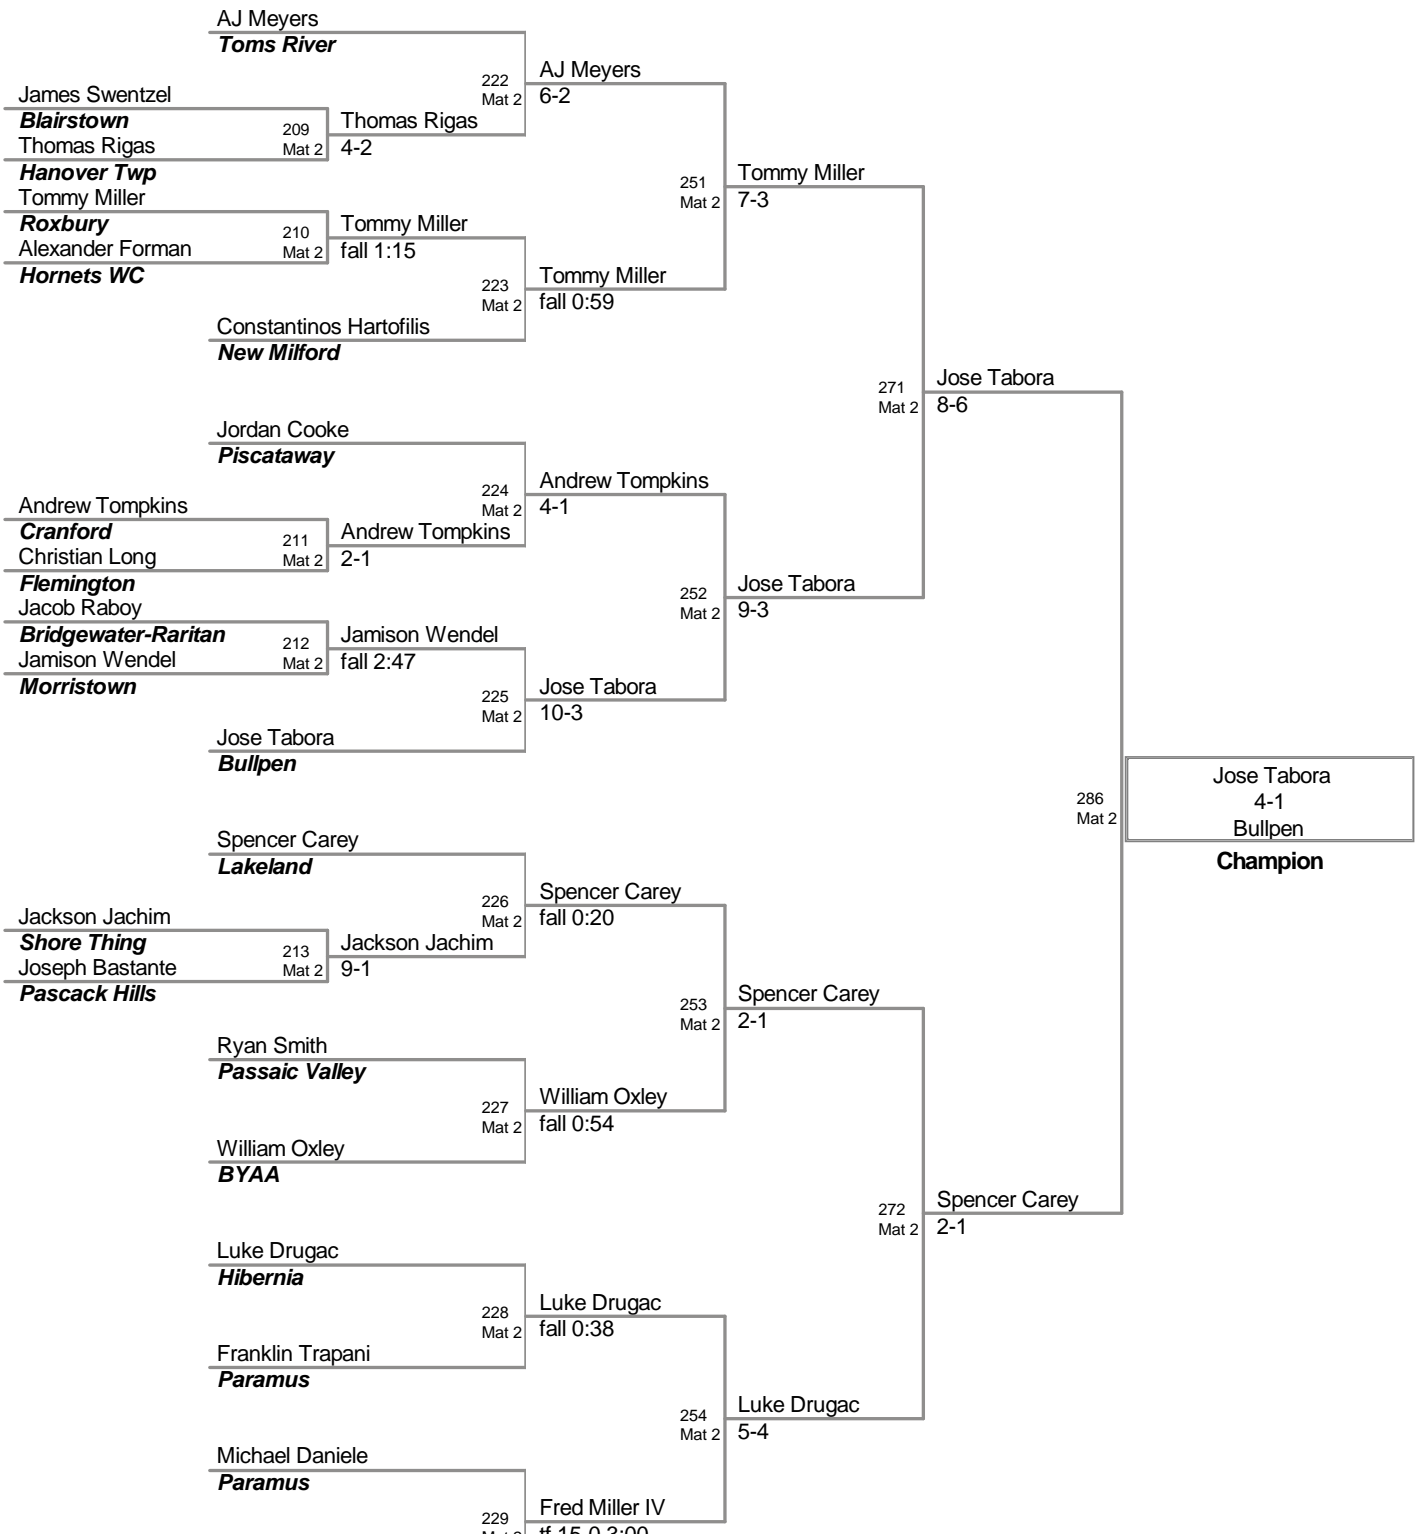 AJ Meyers
Toms River
222
Mat 2
AJ Meyers
6-2
James Swentzel
Blairstown
209
Mat 2
Thomas Rigas
4-2
Thomas Rigas
Hanover Twp
251
Mat 2
Tommy Miller
7-3
Tommy Miller
Roxbury
210
Mat 2
Tommy Miller
fall 1:15
Alexander Forman
Hornets WC
223
Mat 2
Tommy Miller
fall 0:59
Constantinos Hartofilis
New Milford
271
Mat 2
Jose Tabora
8-6
Jordan Cooke
Piscataway
224
Mat 2
Andrew Tompkins
4-1
Andrew Tompkins
Cranford
211
Mat 2
Andrew Tompkins
2-1
Christian Long
Flemington
252
Mat 2
Jose Tabora
9-3
Jacob Raboy
Bridgewater-Raritan
212
Mat 2
Jamison Wendel
fall 2:47
Jamison Wendel
Morristown
225
Mat 2
Jose Tabora
10-3
Jose Tabora
Bullpen
286
Mat 2
Jose Tabora
4-1
Bullpen
Champion
Spencer Carey
Lakeland
226
Mat 2
Spencer Carey
fall 0:20
Jackson Jachim
Shore Thing
213
Mat 2
Jackson Jachim
9-1
Joseph Bastante
Pascack Hills
253
Mat 2
Spencer Carey
2-1
Ryan Smith
Passaic Valley
227
Mat 2
William Oxley
fall 0:54
William Oxley
BYAA
272
Mat 2
Spencer Carey
2-1
Luke Drugac
Hibernia
228
Mat 2
Luke Drugac
fall 0:38
Franklin Trapani
Paramus
254
Mat 2
Luke Drugac
5-4
Michael Daniele
Paramus
229
Mat 2
Fred Miller IV
tf 15-0 3:00